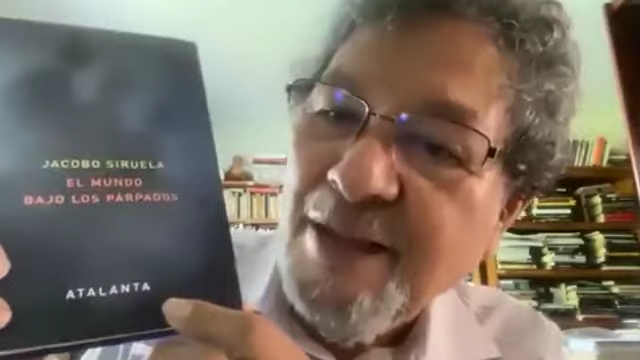 JACOBO SIRUELA
EL MUNDO
BAJO LOS PÁRPADOS
ATALANTA